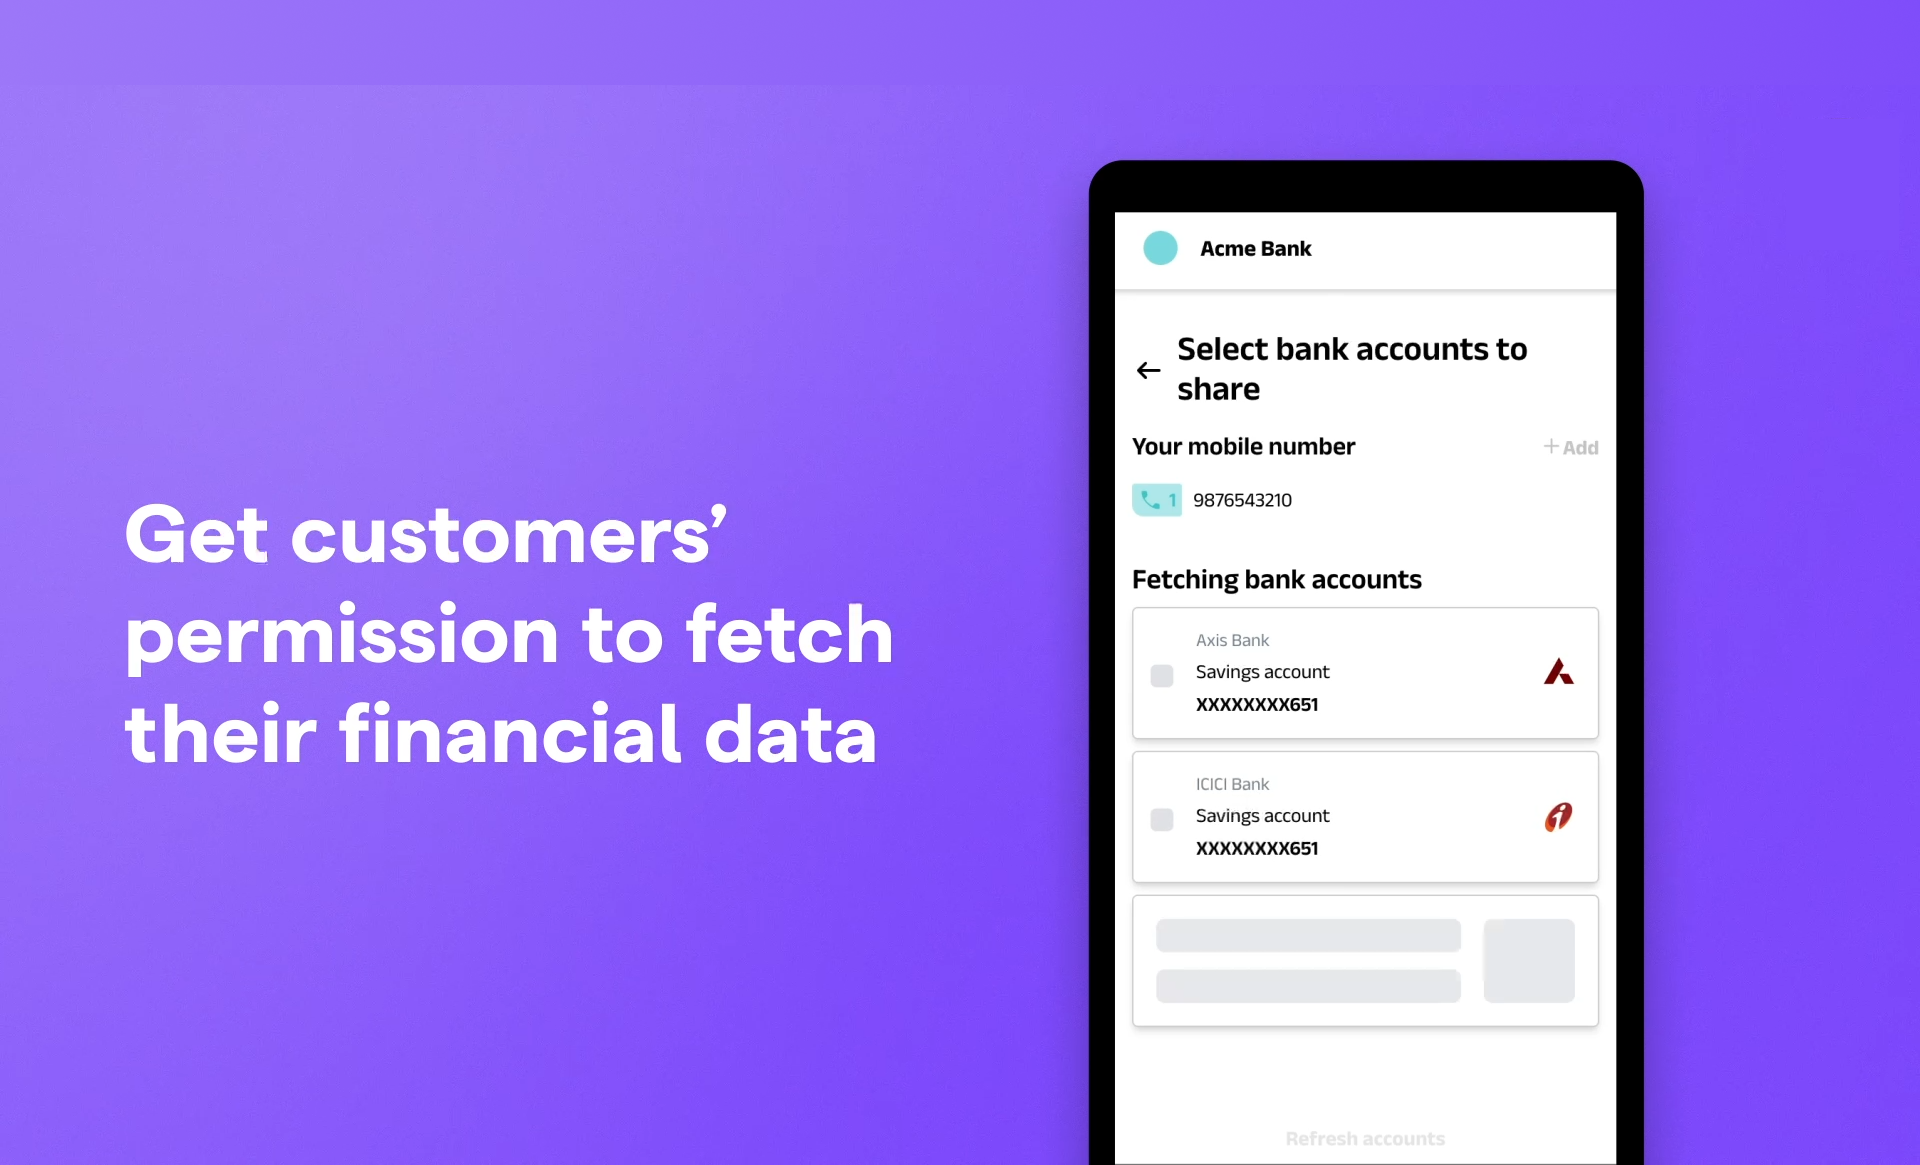 Get customers’
permission to fetch
their financial data
Acme Bank
Select bank accounts to
share
Your mobile number
+ Add
1 9876543210
Fetching bank accounts
Axis Bank
Savings account
XXXXXXXX651
ICICI Bank
Savings account
XXXXXXXX651
Refresh accounts